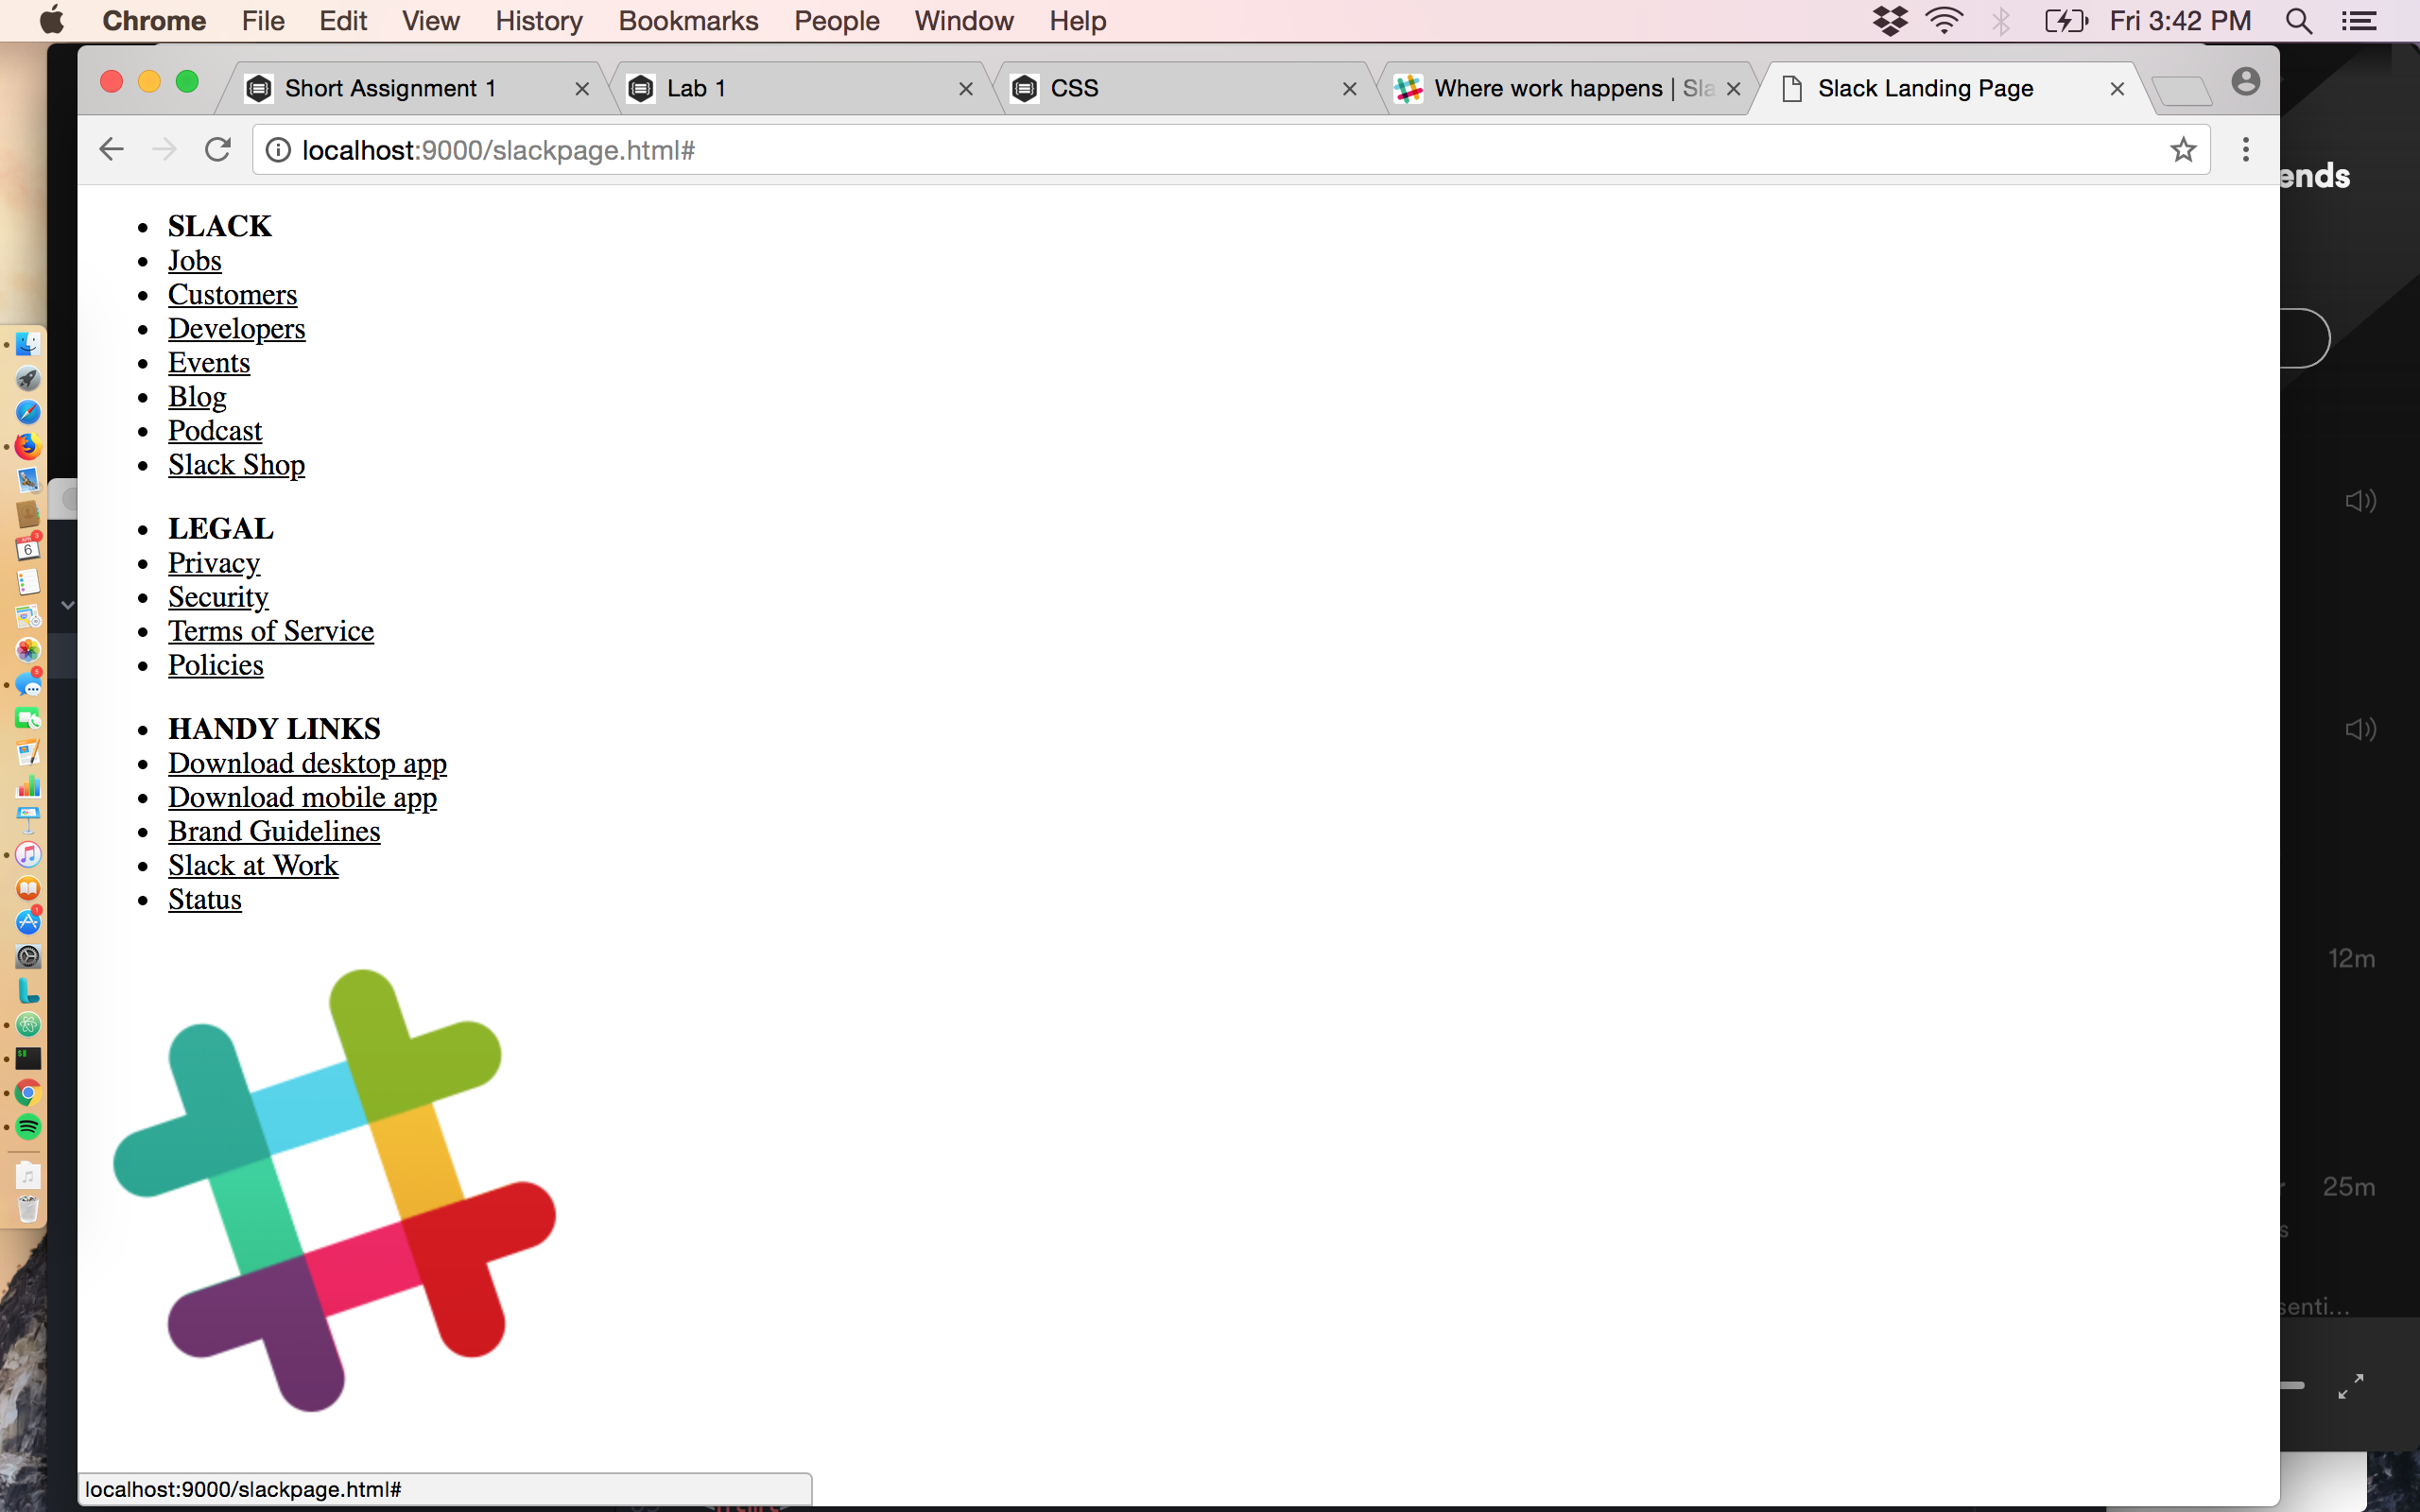 Chrome File Edit View History Bookmarks People Window Help Fri 3:42 PM
Short Assignment 1 Lab 1 CSS Where work happens | Sla Slack Landing Page
localhost:9000/slackpage.html#
ends
SLACK
Jobs
Customers
Developers
Events
Blog
Podcast
Slack Shop
LEGAL
Privacy
Security
Terms of Service
Policies
HANDY LINKS
Download desktop app
Download mobile app
Brand Guidelines
Slack at Work
Status
12m
25m
senti...
localhost:9000/slackpage.html#